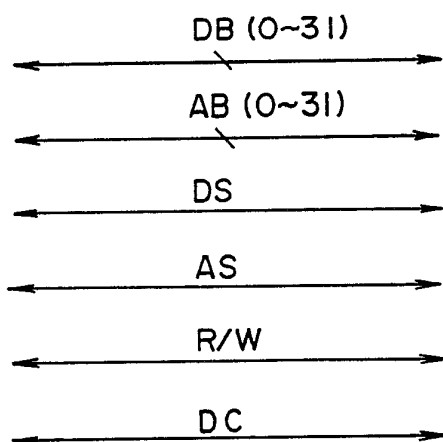 DB (0~31)
AB (0~31)
DS
AS
R/W
DC